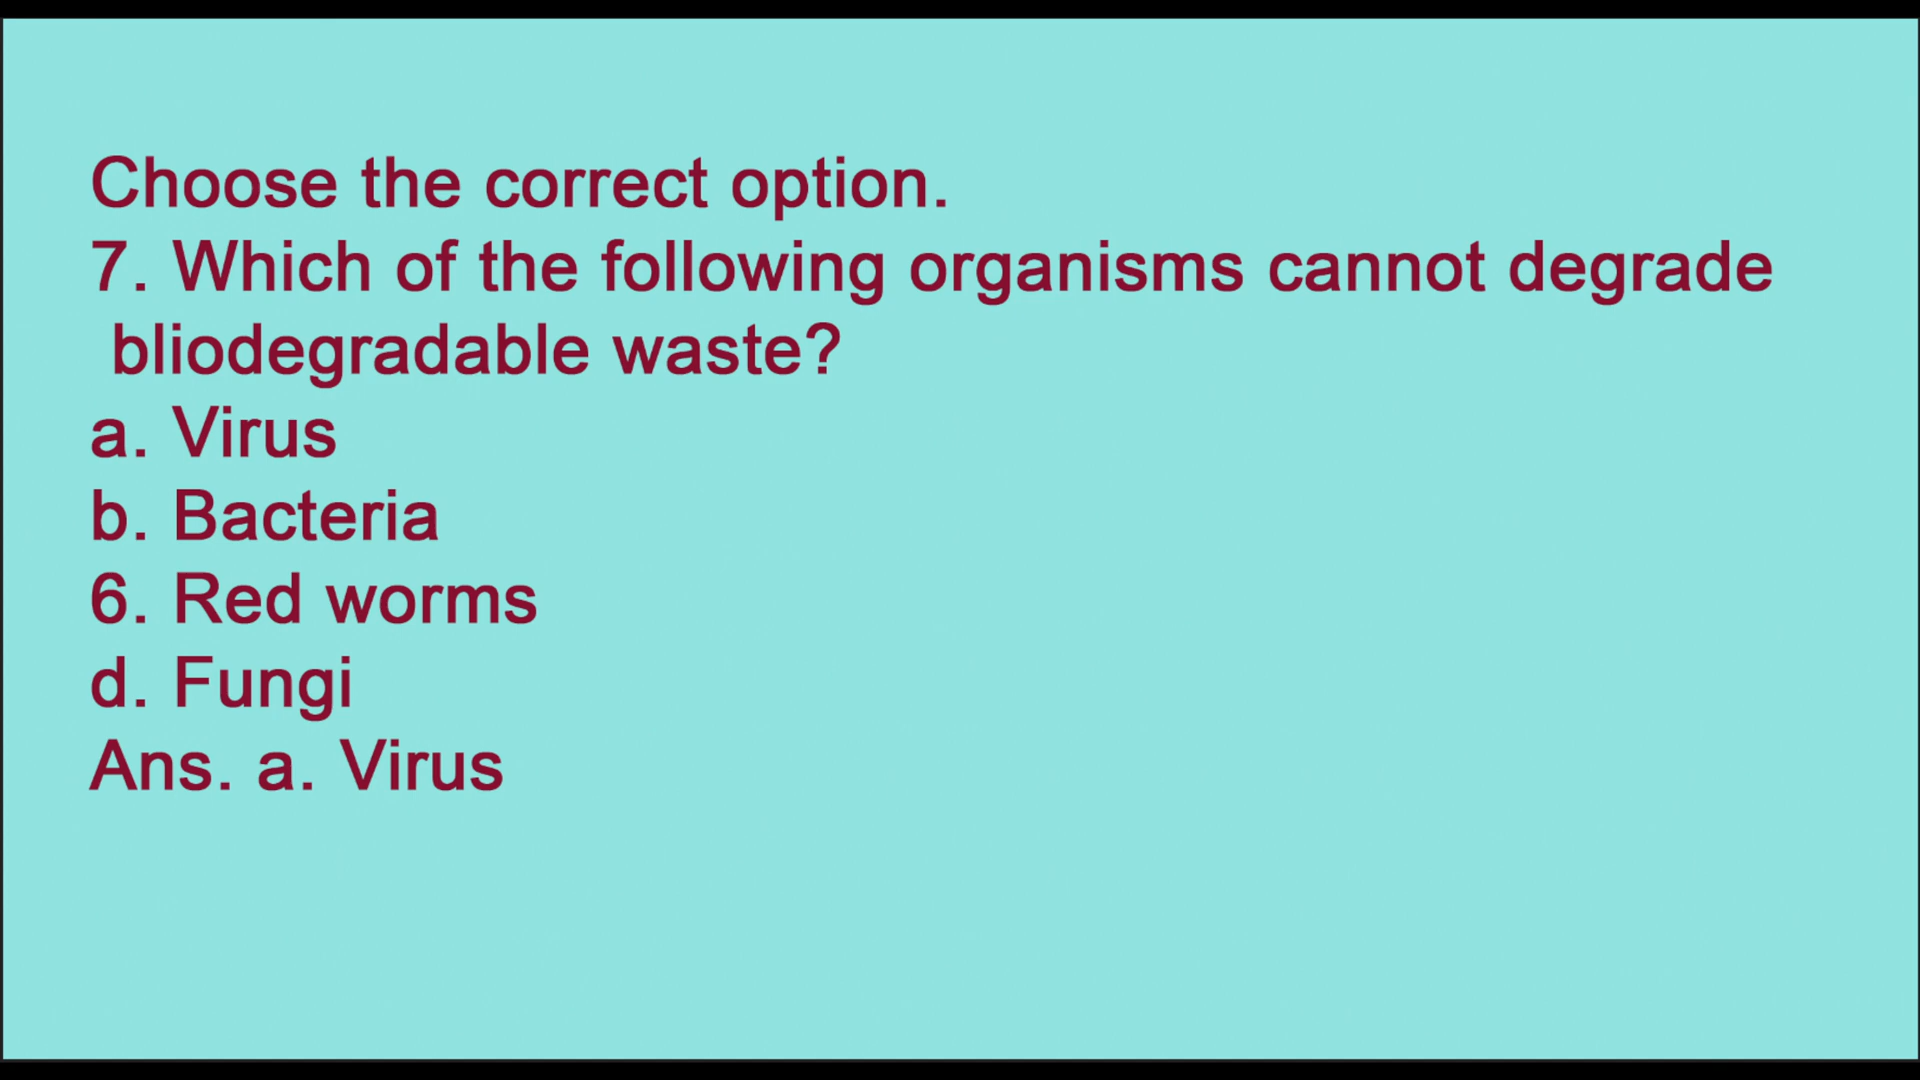 Choose the correct option.
7. Which of the following organisms cannot degrade
bliodegradable waste?
a. Virus
b. Bacteria
6. Red worms
d. Fungi
Ans. a. Virus